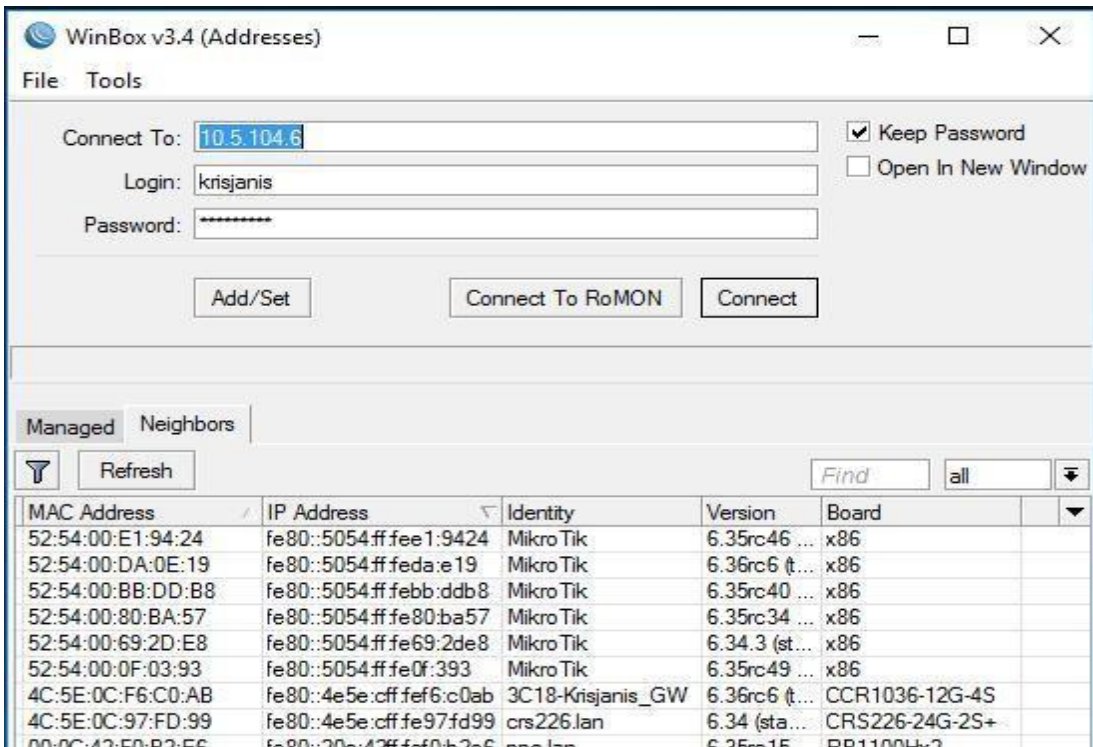 WinBox v3.4 (Addresses)
File Tools
Connect To: 10.5.104.6
Keep Password
Open In New Window
Login: krisjanis
Password: *********
Add/Set Connect To RoMON Connect
Managed Neighbors
Refresh Find all
MAC Address IP Address Identity Version Board
52:54:00:E1:94:24 fe80::5054:ff:fee1:9424 MikroTik 6.35rc46 ... x86
52:54:00:DA:0E:19 fe80::5054:ff:feda:e19 MikroTik 6.36rc6 (t... x86
52:54:00:BB:DD:B8 fe80::5054:ff:febb:ddb8 MikroTik 6.35rc40 ... x86
52:54:00:80:BA:57 fe80::5054:ff:fe80:ba57 MikroTik 6.35rc34 ... x86
52:54:00:69:2D:E8 fe80::5054:ff:fe69:2de8 MikroTik 6.34.3 (st... x86
52:54:00:0F:03:93 fe80::5054:ff:fe0f:393 MikroTik 6.35rc49 ... x86
4C:5E:0C:F6:C0:AB fe80::4e5e:cff:fef6:c0ab 3C18-Krisjanis_GW 6.36rc6 (t... CCR1036-12G-4S
4C:5E:0C:97:FD:99 fe80::4e5e:cff:fe97:fd99 crs226.lan 6.34 (sta... CRS226-24G-2S+